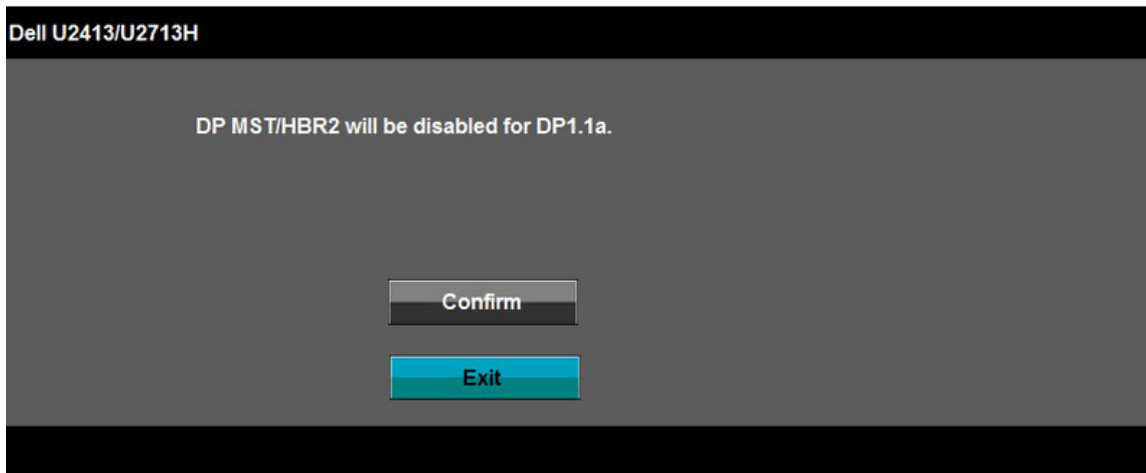 Dell U2413/U2713H
DP MST/HBR2 will be disabled for DP1.1a.
Confirm
Exit